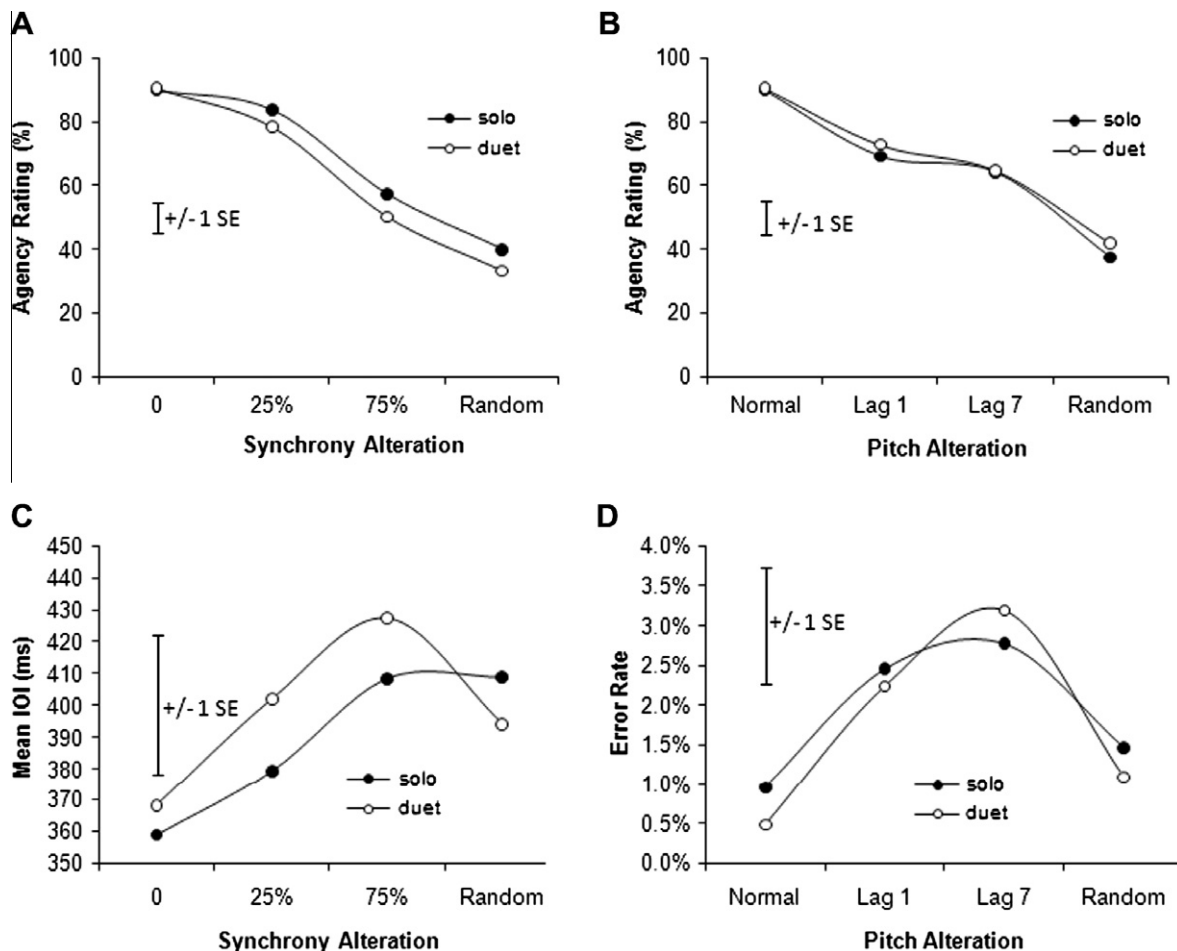 A
Agency Rating (%)
100
80
60
40
20
0
solo
duet
+/- 1 SE
0 25% 75% Random
Synchrony Alteration
B
Agency Rating (%)
100
80
60
40
20
0
solo
duet
+/- 1 SE
Normal Lag 1 Lag 7 Random
Pitch Alteration
C
Mean IOI (ms)
450
440
430
420
410
400
390
380
370
360
350
+/- 1 SE
solo
duet
0 25% 75% Random
Synchrony Alteration
D
Error Rate
4.0%
3.5%
3.0%
2.5%
2.0%
1.5%
1.0%
0.5%
0.0%
+/- 1 SE
solo
duet
Normal Lag 1 Lag 7 Random
Pitch Alteration